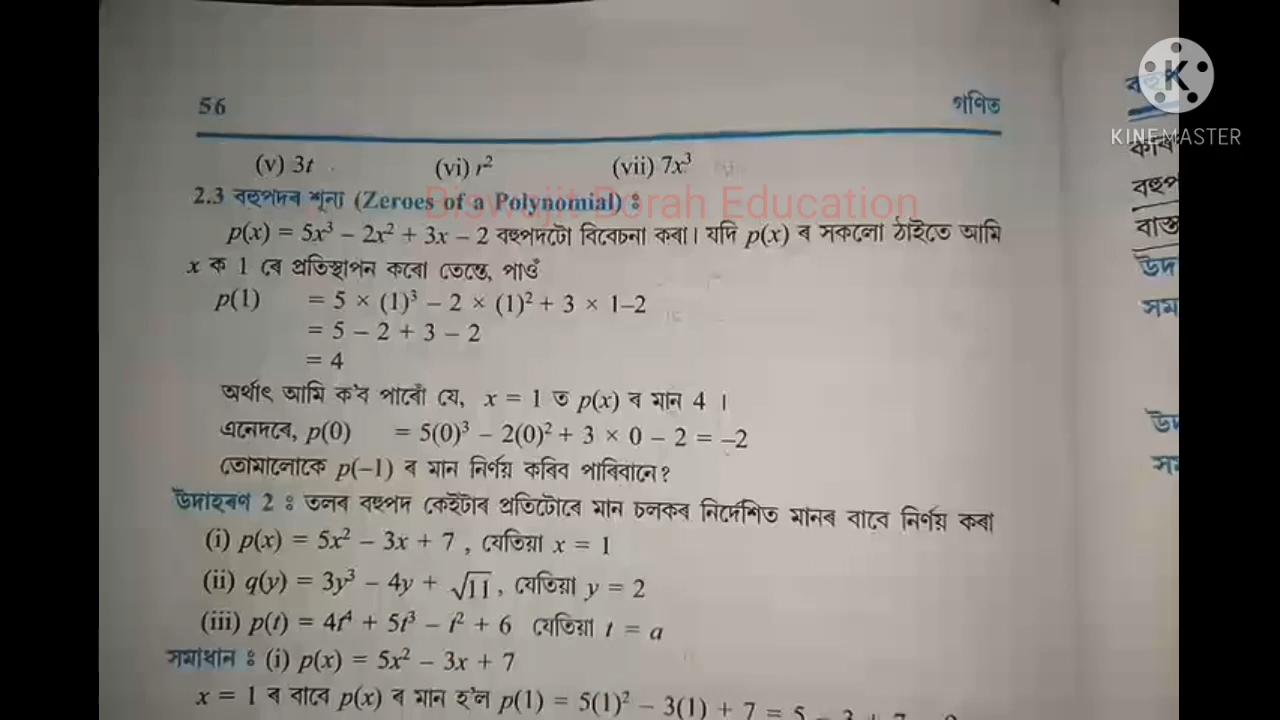 56 গণিত
(v) 3t (vi) r² (vii) 7x³
2.3 বহুপদৰ শূন্য (Zeroes of a Polynomial) ঃ
Biswajit Borah Education
p(x) = 5x³ – 2x² + 3x – 2 বহুপদটো বিবেচনা কৰা। যদি p(x) ৰ সকলো ঠাইতে আমি
x ক 1 ৰে প্ৰতিস্থাপন কৰো তেন্তে, পাওঁ
p(1) = 5 × (1)³ – 2 × (1)² + 3 × 1–2
= 5 – 2 + 3 – 2
= 4
অৰ্থাৎ আমি ক'ব পাৰোঁ যে, x = 1 ত p(x) ৰ মান 4 ।
এনেদৰে, p(0) = 5(0)³ – 2(0)² + 3 × 0 – 2 = –2
তোমালোকে p(–1) ৰ মান নিৰ্ণয় কৰিব পাৰিবানে?
উদাহৰণ 2 ঃ তলৰ বহুপদ কেইটাৰ প্ৰতিটোৰে মান চলকৰ নিৰ্দেশিত মানৰ বাবে নিৰ্ণয় কৰা
(i) p(x) = 5x² – 3x + 7 , যেতিয়া x = 1
(ii) q(y) = 3y³ – 4y + √11 , যেতিয়া y = 2
(iii) p(t) = 4t⁴ + 5t³ – t² + 6 যেতিয়া t = a
সমাধান ঃ (i) p(x) = 5x² – 3x + 7
x = 1 ৰ বাবে p(x) ৰ মান হ'ল p(1) = 5(1)² – 3(1) + 7 = 5
KINEMASTER